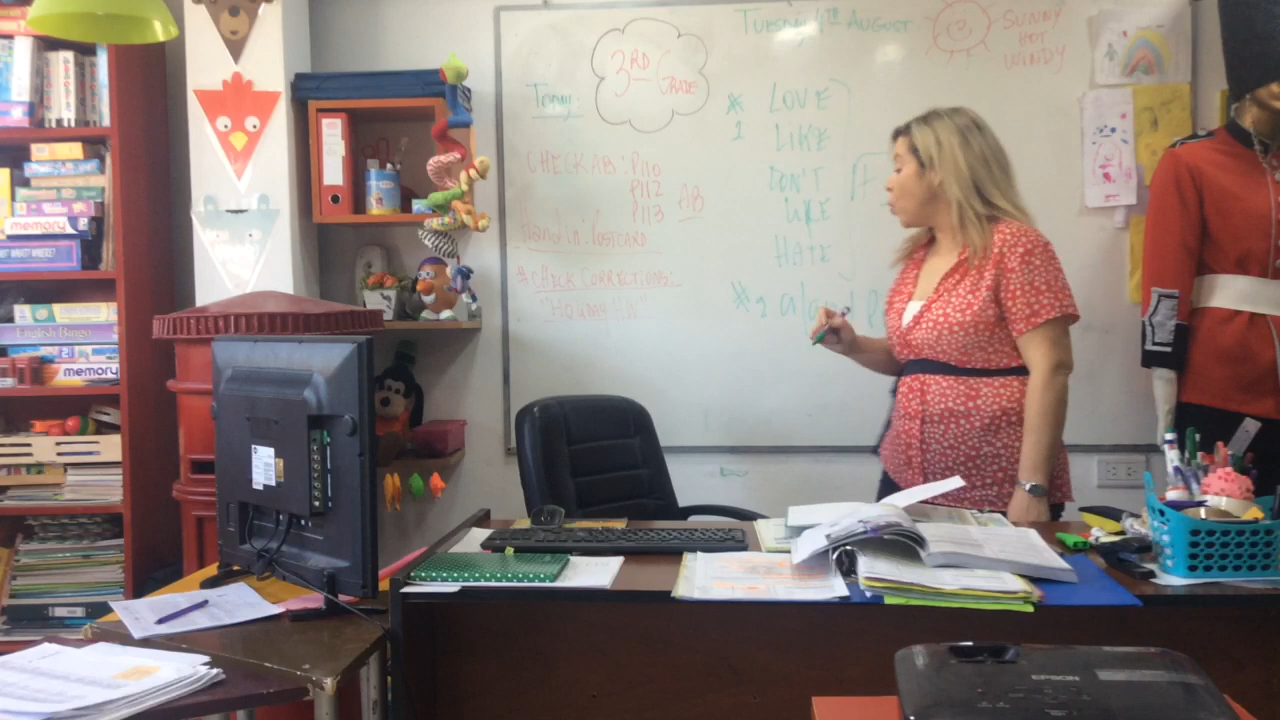 TUESDAY 4TH AUGUST
SUNNY
HOT
WINDY
3RD GRADE
TODAY:
CHECK AB: P110
P112
P113
AB
Hand in: POSTCARD
* CHECK CORRECTIONS:
"HOLIDAY HW"
*
1
LOVE
LIKE
DON'T
LIKE
HATE
*2
memory
English Bingo
memory
EPSON